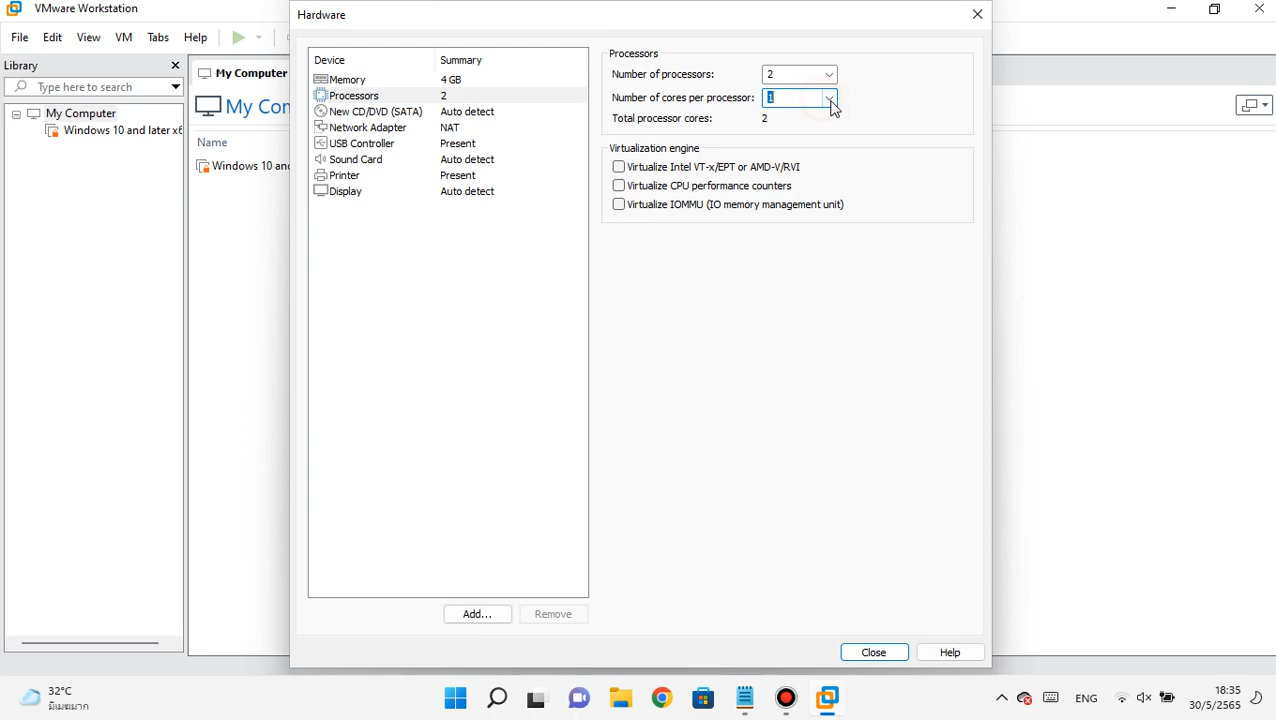 VMware Workstation
File Edit View VM Tabs Help
Library
Type here to search
My Computer
Windows 10 and later x6
My Computer
My Co
Name
Windows 10 and
Hardware
Device Summary
Memory 4 GB
Processors 2
New CD/DVD (SATA) Auto detect
Network Adapter NAT
USB Controller Present
Sound Card Auto detect
Printer Present
Display Auto detect
Add... Remove
Processors
Number of processors: 2
Number of cores per processor: 1
Total processor cores: 2
Virtualization engine
Virtualize Intel VT-x/EPT or AMD-V/RVI
Virtualize CPU performance counters
Virtualize IOMMU (IO memory management unit)
Close Help
32°C
มีเมฆมาก
ENG
18:35
30/5/2565